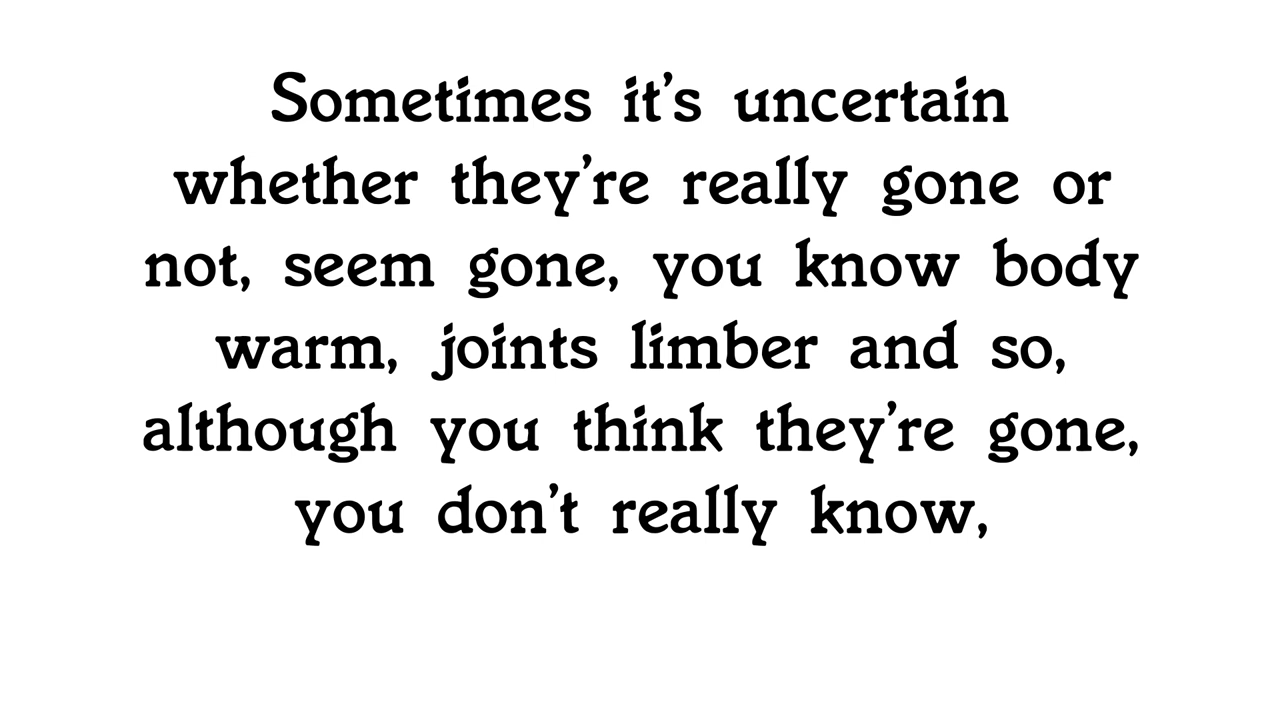 Sometimes it’s uncertain
whether they’re really gone or
not, seem gone, you know body
warm, joints limber and so,
although you think they’re gone,
you don’t really know,